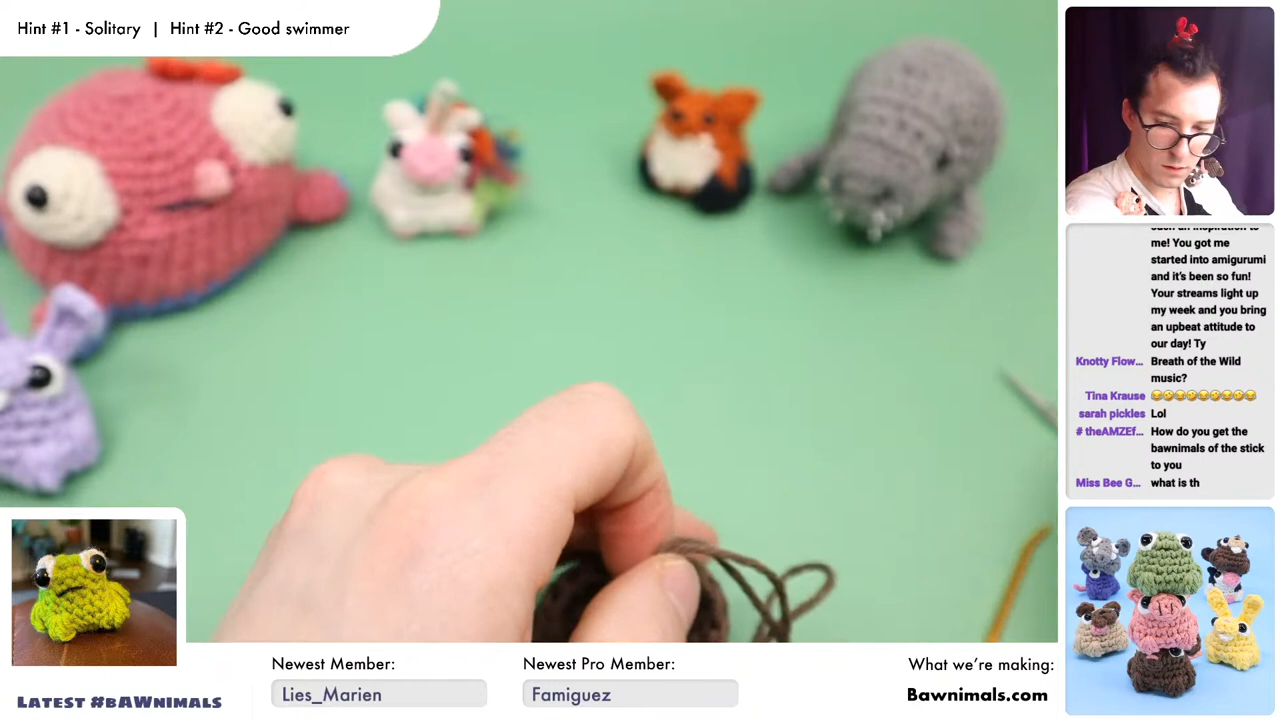 Hint #1 - Solitary | Hint #2 - Good swimmer
me! You got me
started into amigurumi
and it's been so fun!
Your streams light up
my week and you bring
an upbeat attitude to
our day! Ty
Knotty Flow... Breath of the Wild
music?
Tina Krause 😂🤣😂🤣😂🤣😂🤣😂
sarah pickles Lol
# theAMZEf... How do you get the
bawnimals of the stick
to you
Miss Bee G... what is th
Newest Member:
Lies_Marien
Newest Pro Member:
Famiguez
What we're making:
Bawnimals.com
Latest #bAWnimals